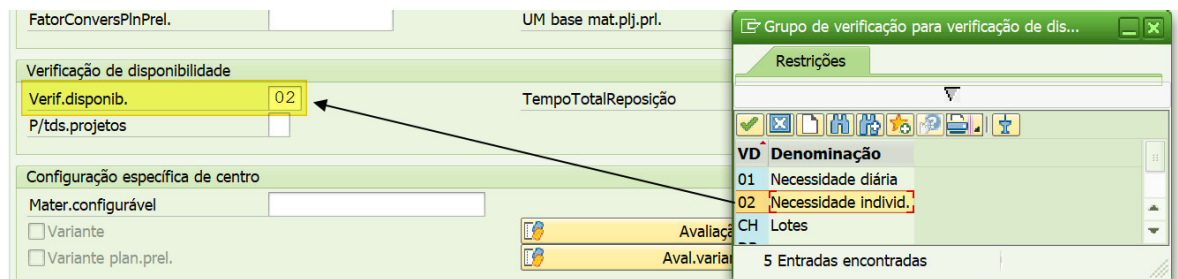 FatorConversPlnPrel.
UM base mat.plj.prl.
Verificação de disponibilidade
Verif.disponib. 02
TempoTotalReposição
P/tds.projetos
Configuração específica de centro
Mater.configurável
Variante
Avaliaçã
Variante plan.prel.
Aval.varian
Grupo de verificação para verificação de dis...
Restrições
VD Denominação
01 Necessidade diária
02 Necessidade individ.
CH Lotes
5 Entradas encontradas